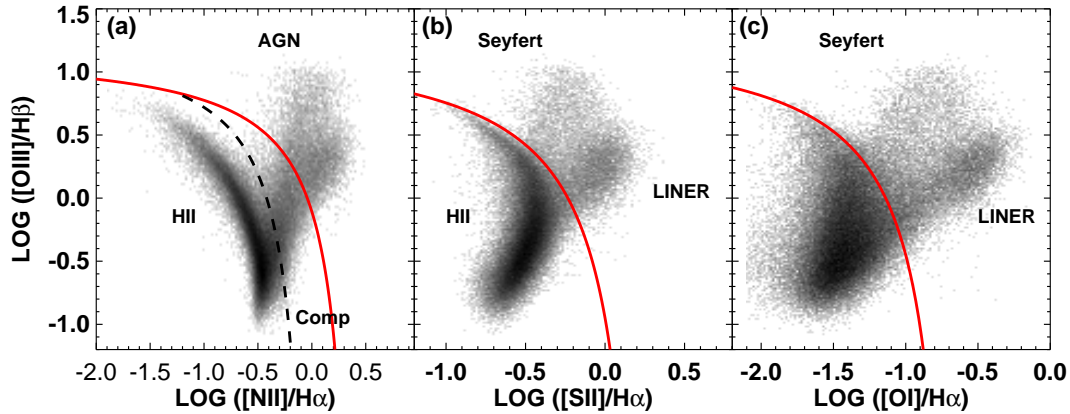 (a)
AGN
HII
Comp
(b)
Seyfert
HII
LINER
(c)
Seyfert
LINER
LOG ([OIII]/Hβ)
1.5
1.0
0.5
0.0
-0.5
-1.0
-2.0 -1.5 -1.0 -0.5 0.0 0.5
-1.0 -0.5 0.0 0.5
-2.0 -1.5 -1.0 -0.5 0.0
LOG ([NII]/Hα)
LOG ([SII]/Hα)
LOG ([OI]/Hα)